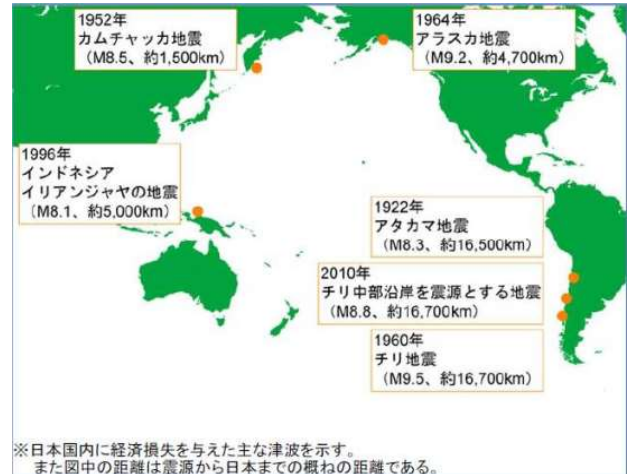 1952年
カムチャッカ地震
（M8.5、約1,500km）
1964年
アラスカ地震
（M9.2、約4,700km）
1996年
インドネシア
イリアンジャヤの地震
（M8.1、約5,000km）
1922年
アタカマ地震
（M8.3、約16,500km）
2010年
チリ中部沿岸を震源とする地震
（M8.8、約16,700km）
1960年
チリ地震
（M9.5、約16,700km）
※日本国内に経済損失を与えた主な津波を示す。
また図中の距離は震源から日本までの概ねの距離である。